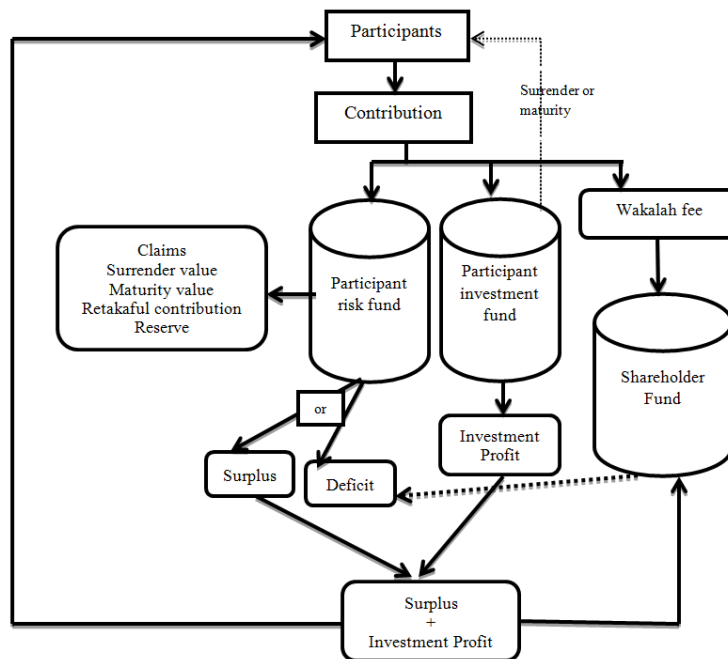 Participants
Surrender or
maturity
Contribution
Wakalah fee
Claims
Surrender value
Maturity value
Retakaful contribution
Reserve
Participant
risk fund
Participant
investment
fund
Shareholder
Fund
or
Investment
Profit
Surplus
Deficit
Surplus
+
Investment Profit